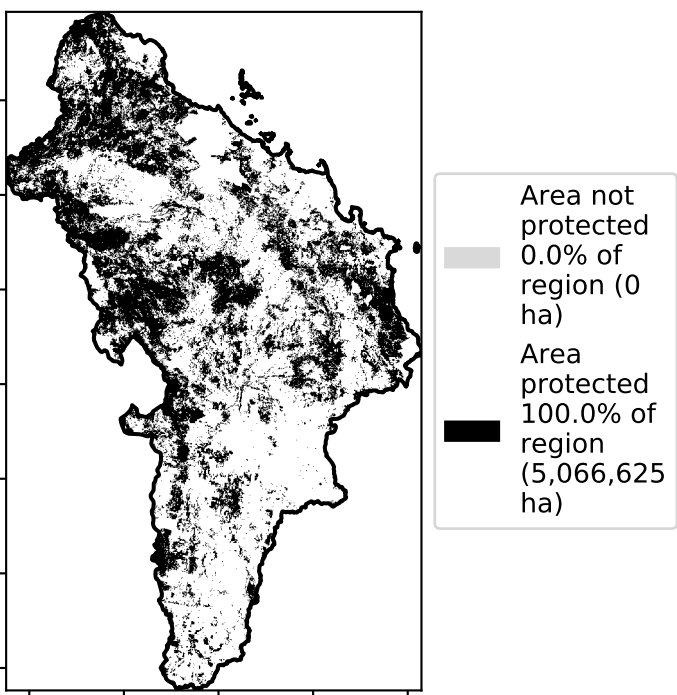 Area not
protected
0.0% of
region (0
ha)
Area
protected
100.0% of
region
(5,066,625
ha)